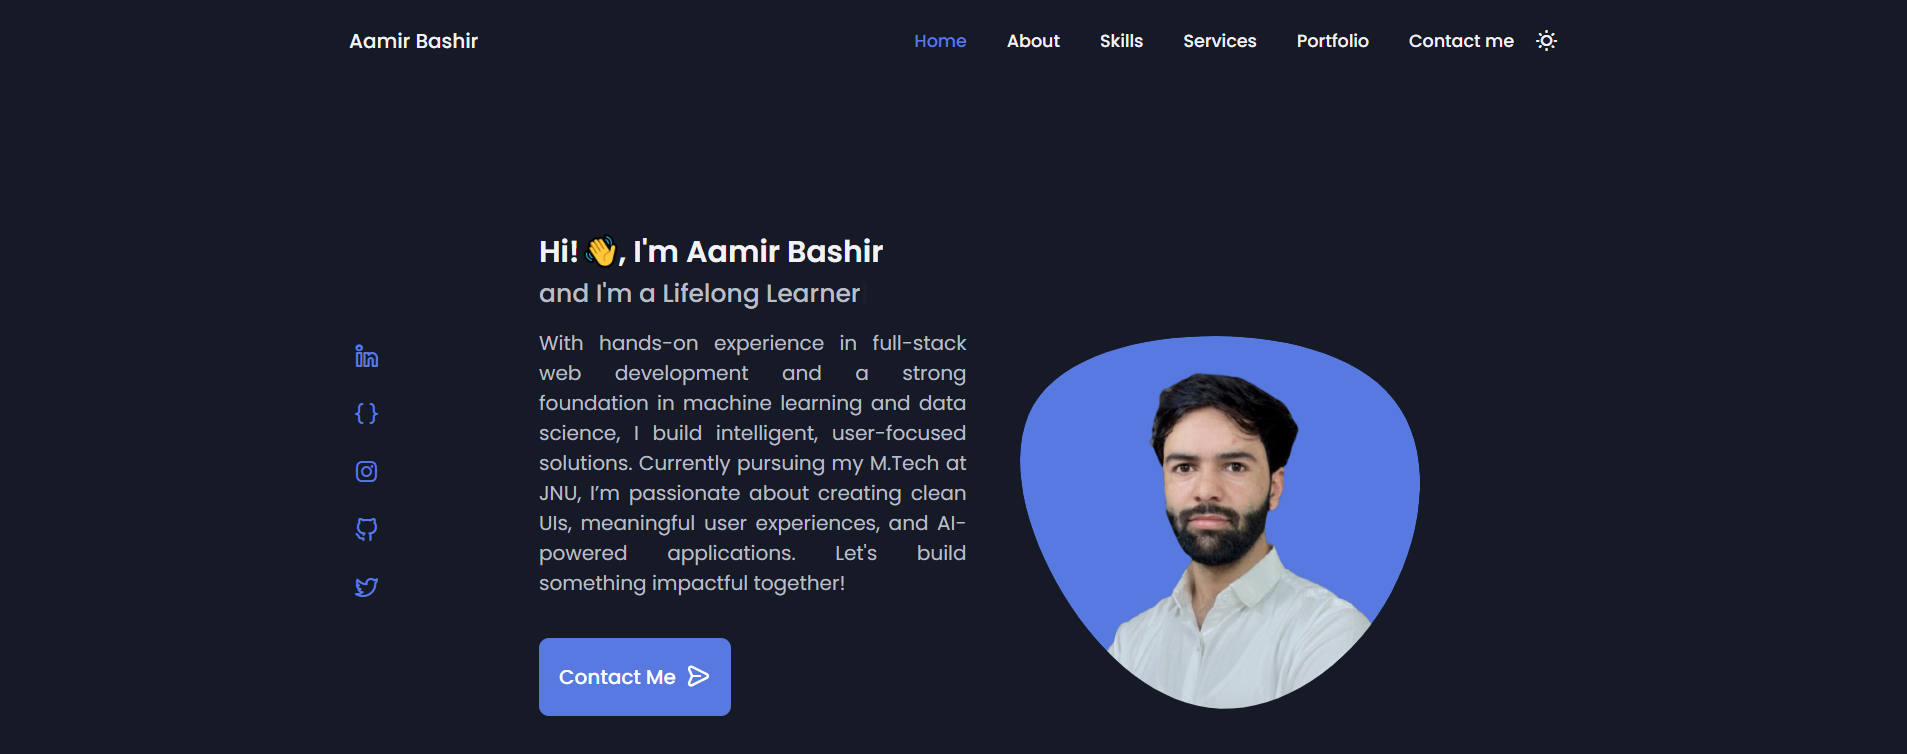 Aamir Bashir
Home About Skills Services Portfolio Contact me
Hi! 👋, I'm Aamir Bashir
and I'm a Lifelong Learner
With hands-on experience in full-stack
web development and a strong
foundation in machine learning and data
science, I build intelligent, user-focused
solutions. Currently pursuing my M.Tech at
JNU, I’m passionate about creating clean
UIs, meaningful user experiences, and AI-
powered applications. Let's build
something impactful together!
Contact Me